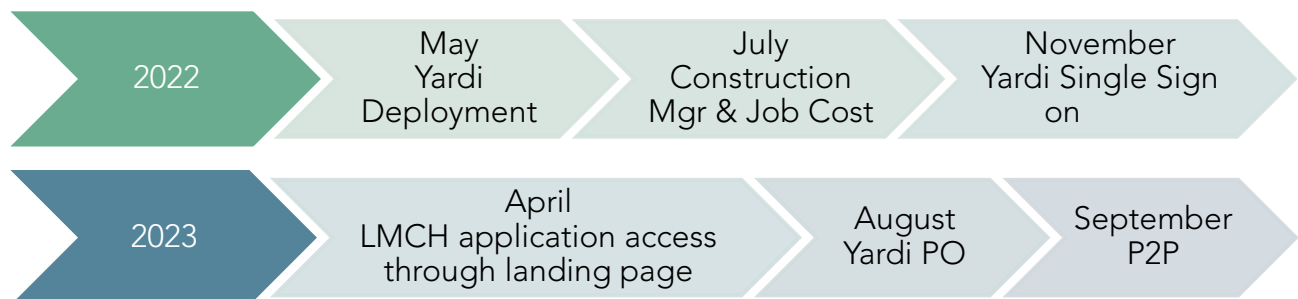 2022
May
Yardi
Deployment
July
Construction
Mgr & Job Cost
November
Yardi Single Sign
on
2023
April
LMCH application access
through landing page
August
Yardi PO
September
P2P